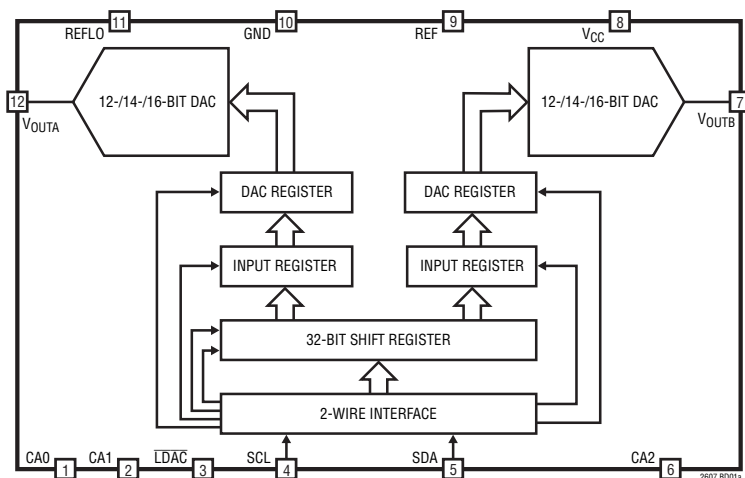 11 10 9 8
REFLO GND REF VCC
12-/14-/16-BIT DAC 12-/14-/16-BIT DAC
12 7
VOUTA VOUTB
DAC REGISTER DAC REGISTER
INPUT REGISTER INPUT REGISTER
32-BIT SHIFT REGISTER
2-WIRE INTERFACE
CA0 CA1 LDAC SCL SDA CA2
1 2 3 4 5 6
2607 BD01a